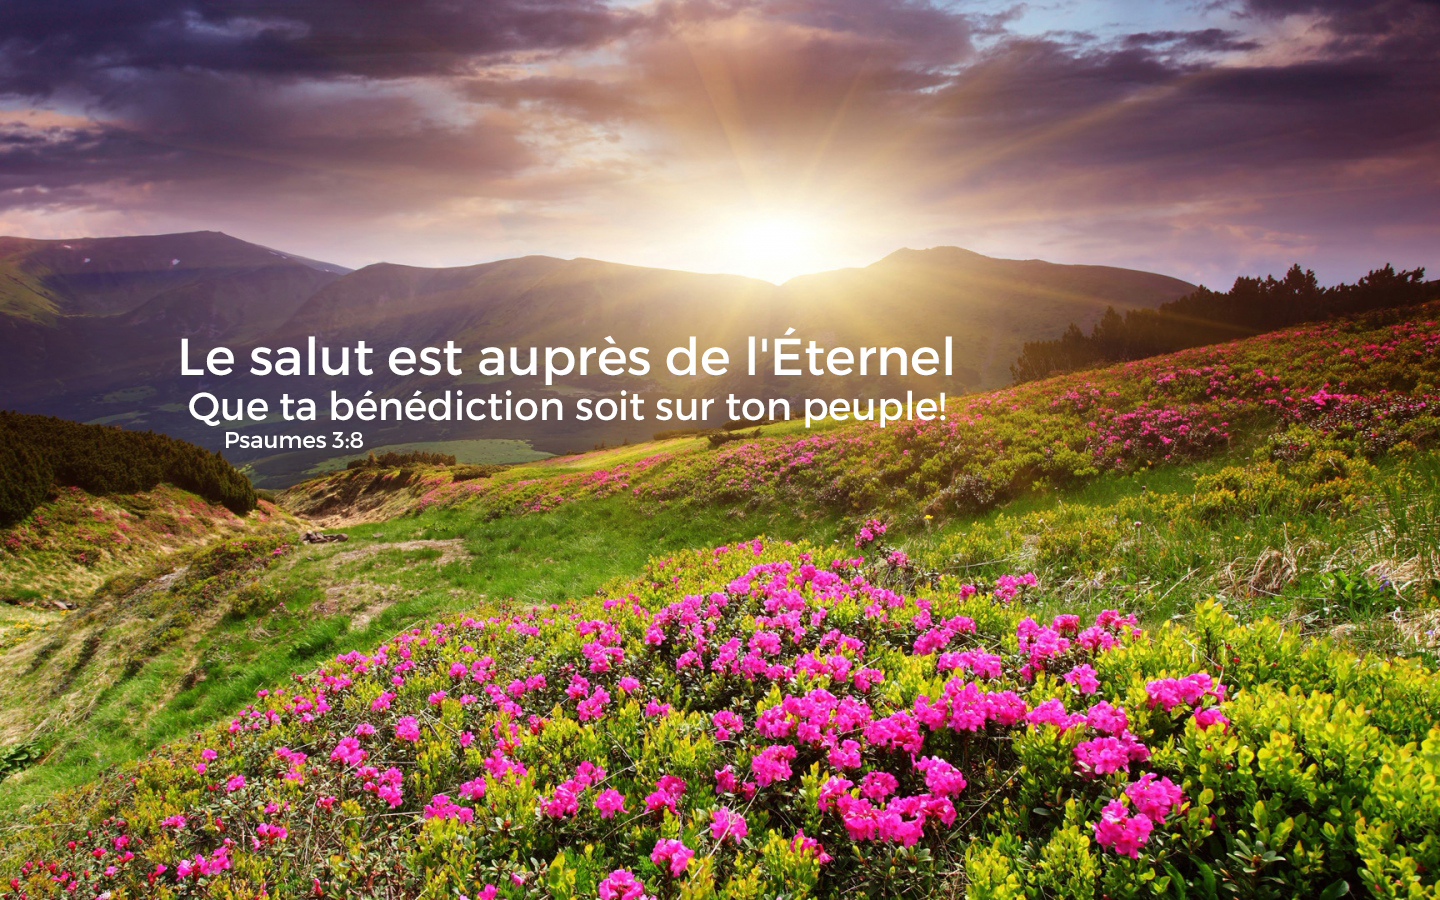 Le salut est auprès de l'Éternel
Que ta bénédiction soit sur ton peuple!
Psaumes 3:8